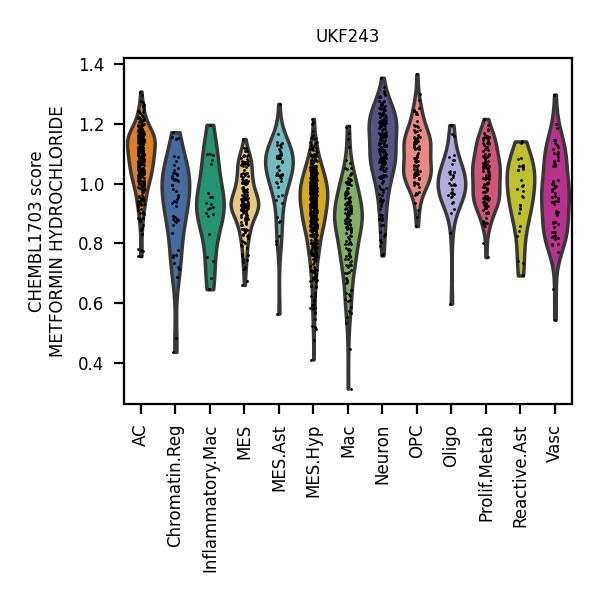 UKF243
CHEMBL1703 score
METFORMIN HYDROCHLORIDE
1.4
1.2
1.0
0.8
0.6
0.4
AC
Chromatin.Reg
Inflammatory.Mac
MES
MES.Ast
MES.Hyp
Mac
Neuron
OPC
Oligo
Prolif.Metab
Reactive.Ast
Vasc